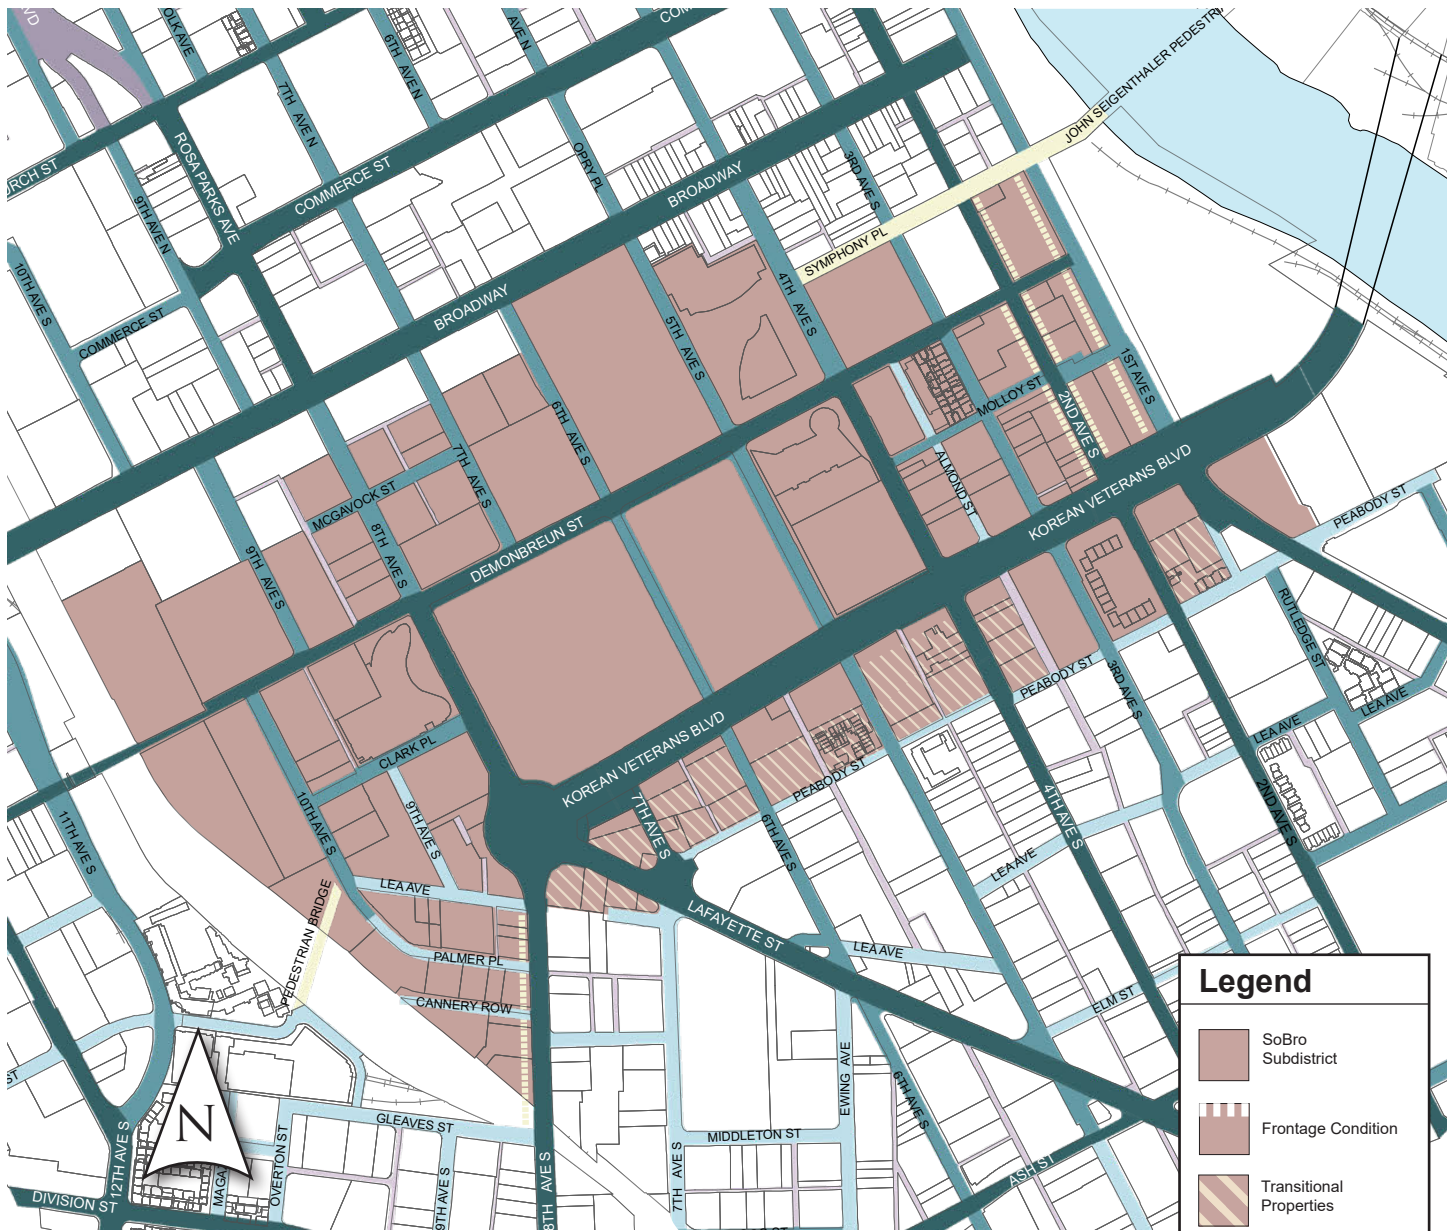 6TH AVE N
AVE N
7TH AVE N
RCH ST
ROSA PARKS AVE
COMMERCE ST
9TH AVE N
OPRY PL
BROADWAY
3RD AVE S
JOHN SEIGENTHALER PEDESTRI
SYMPHONY PL
10TH AVE S
COMMERCE ST
BROADWAY
4TH AVE S
5TH AVE S
1ST AVE S
MOLLOY ST
2ND AVE S
6TH AVE S
7TH AVE S
MCGAVOCK ST
8TH AVE S
ALMOND ST
KOREAN VETERANS BLVD
PEABODY ST
DEMONBREUN ST
9TH AVE S
RUTLEDGE ST
PEABODY ST
3RD AVE S
LEA AVE
LEA AVE
CLARK PL
KOREAN VETERANS BLVD
PEABODY ST
10TH AVE S
9TH AVE S
7TH AVE S
6TH AVE S
4TH AVE S
2ND AVE S
11TH AVE S
LEA AVE
LEA AVE
PEDESTRIAN BRIDGE
LAFAYETTE ST
LEA AVE
PALMER PL
CANNERY ROW
ELM ST
ST
EWING AVE
6TH AVE S
GLEAVES ST
MIDDLETON ST
N
12TH AVE S
DIVISION ST
MAGA
OVERTON ST
9TH AVE S
8TH AVE S
7TH AVE S
ASH ST
Legend
SoBro
Subdistrict
Frontage Condition
Transitional
Properties